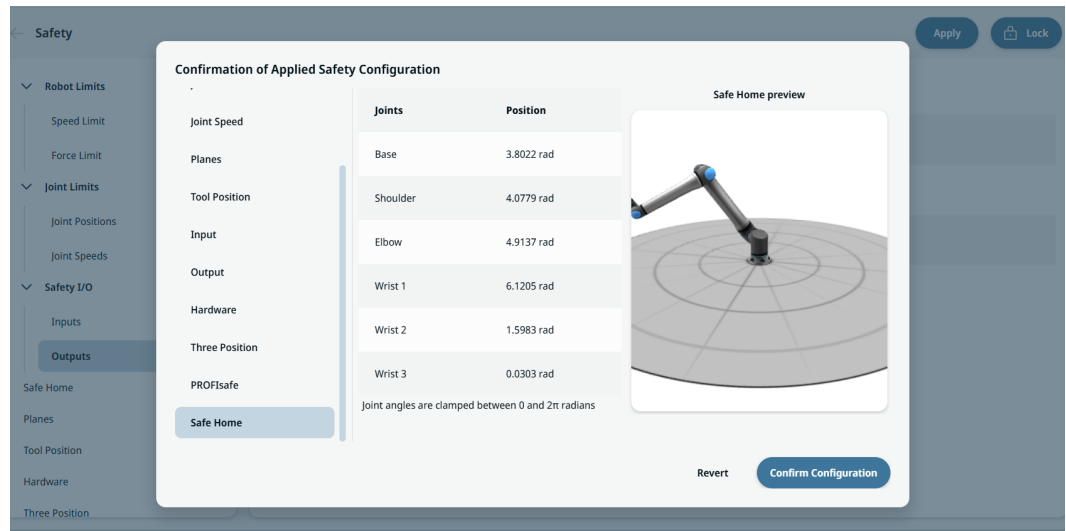 Safety
Apply
Lock
Robot Limits
Speed Limit
Force Limit
Joint Limits
Joint Positions
Joint Speeds
Safety I/O
Inputs
Outputs
Safe Home
Planes
Tool Position
Hardware
Three Position
Confirmation of Applied Safety Configuration
Joint Speed
Planes
Tool Position
Input
Output
Hardware
Three Position
PROFIsafe
Safe Home
Joints Position
Base 3.8022 rad
Shoulder 4.0779 rad
Elbow 4.9137 rad
Wrist 1 6.1205 rad
Wrist 2 1.5983 rad
Wrist 3 0.0303 rad
Joint angles are clamped between 0 and 2π radians
Safe Home preview
Revert
Confirm Configuration